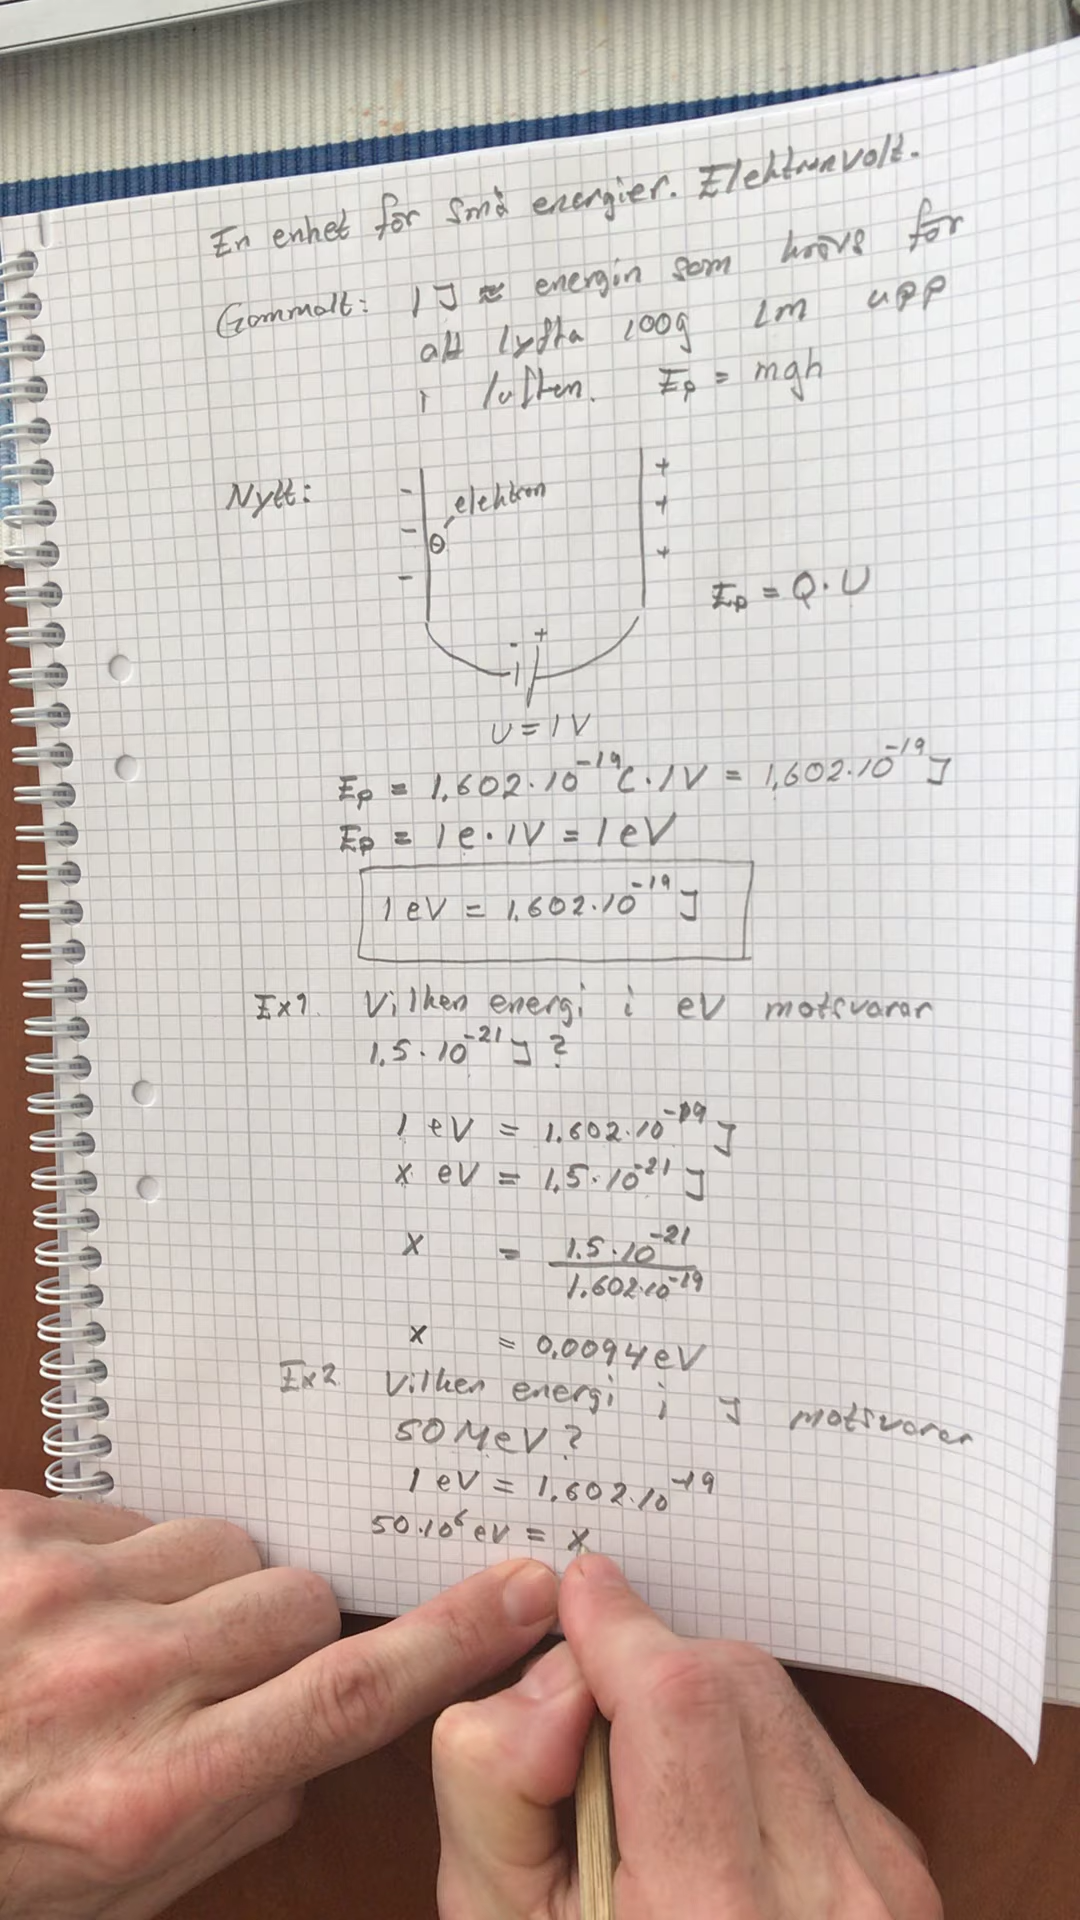 En enhet för små energier. Elektronvolt.
Gammalt: 1 J ≈ energin som krävs för
att lyfta 100g 1m upp
i luften. Ep = mgh
Nytt:
- elektron +
- ⊖ +
- +
Ep = Q·U
- +
U = 1V
Ep = 1,602·10⁻¹⁹C·1V = 1,602·10⁻¹⁹J
Ep = 1e·1V = 1eV
1 eV = 1,602·10⁻¹⁹ J
Ex1. Vilken energi i eV motsvarar
1,5·10⁻²¹ J?
1 eV = 1,602·10⁻¹⁹ J
x eV = 1,5·10⁻²¹ J
x = 1,5·10⁻²¹
1,602·10⁻¹⁹
x = 0,0094 eV
Ex2 Vilken energi i J motsvarar
50 MeV?
1 eV = 1,602·10⁻¹⁹
50·10⁶ eV = x